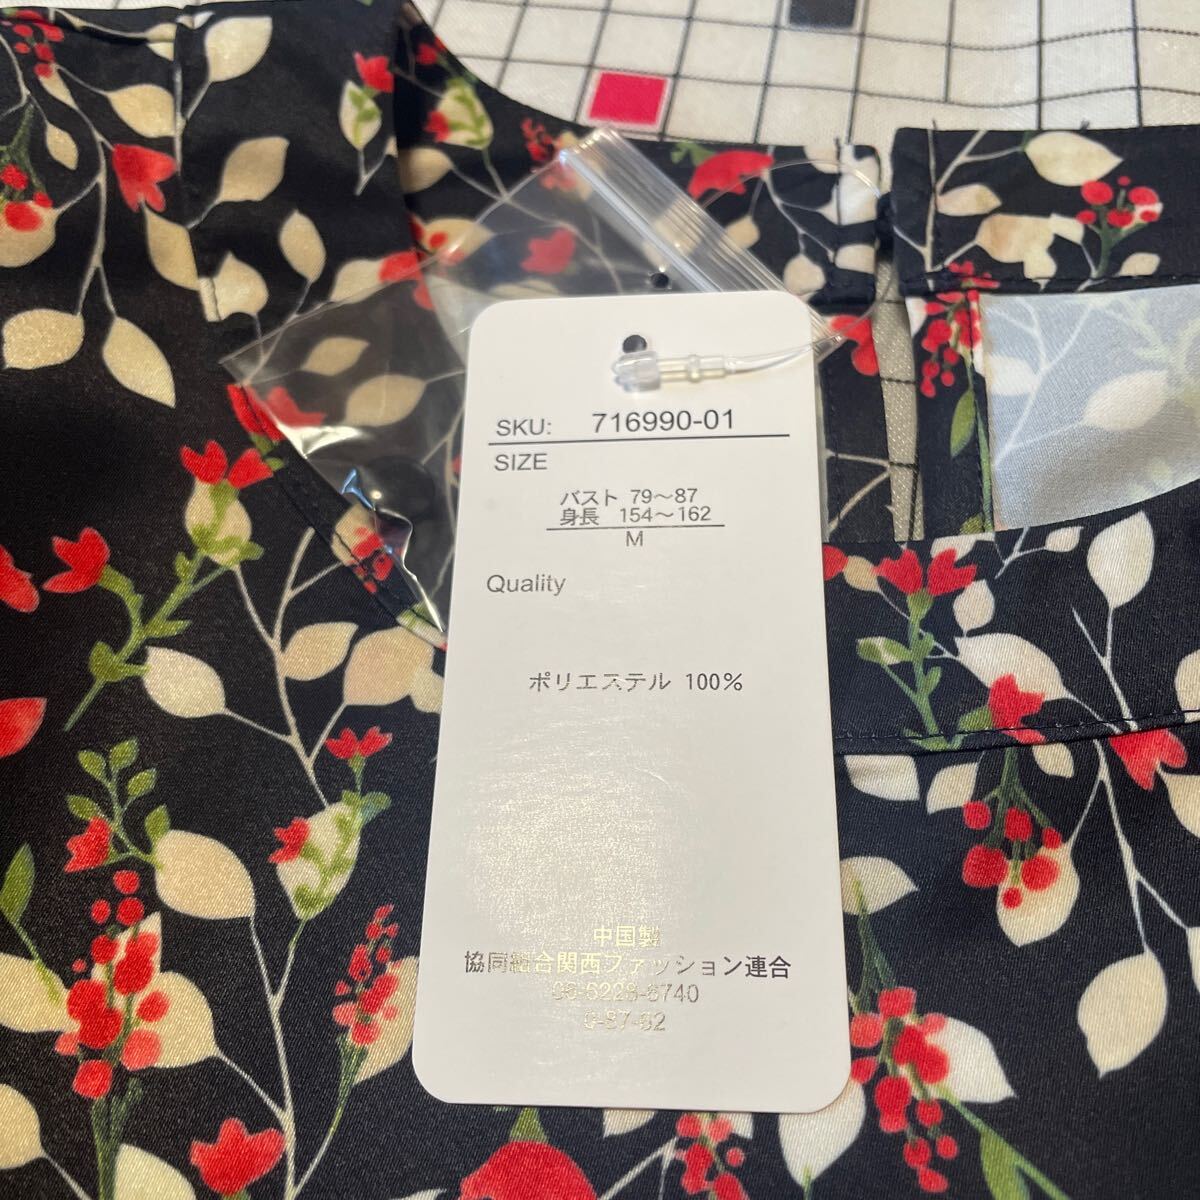 SKU: 716990-01
SIZE
バスト 79～87
身長 154～162
M
Quality
ポリエステル 100%
中国製
協同組合関西ファッション連合
06-6228-6740
0-87-62